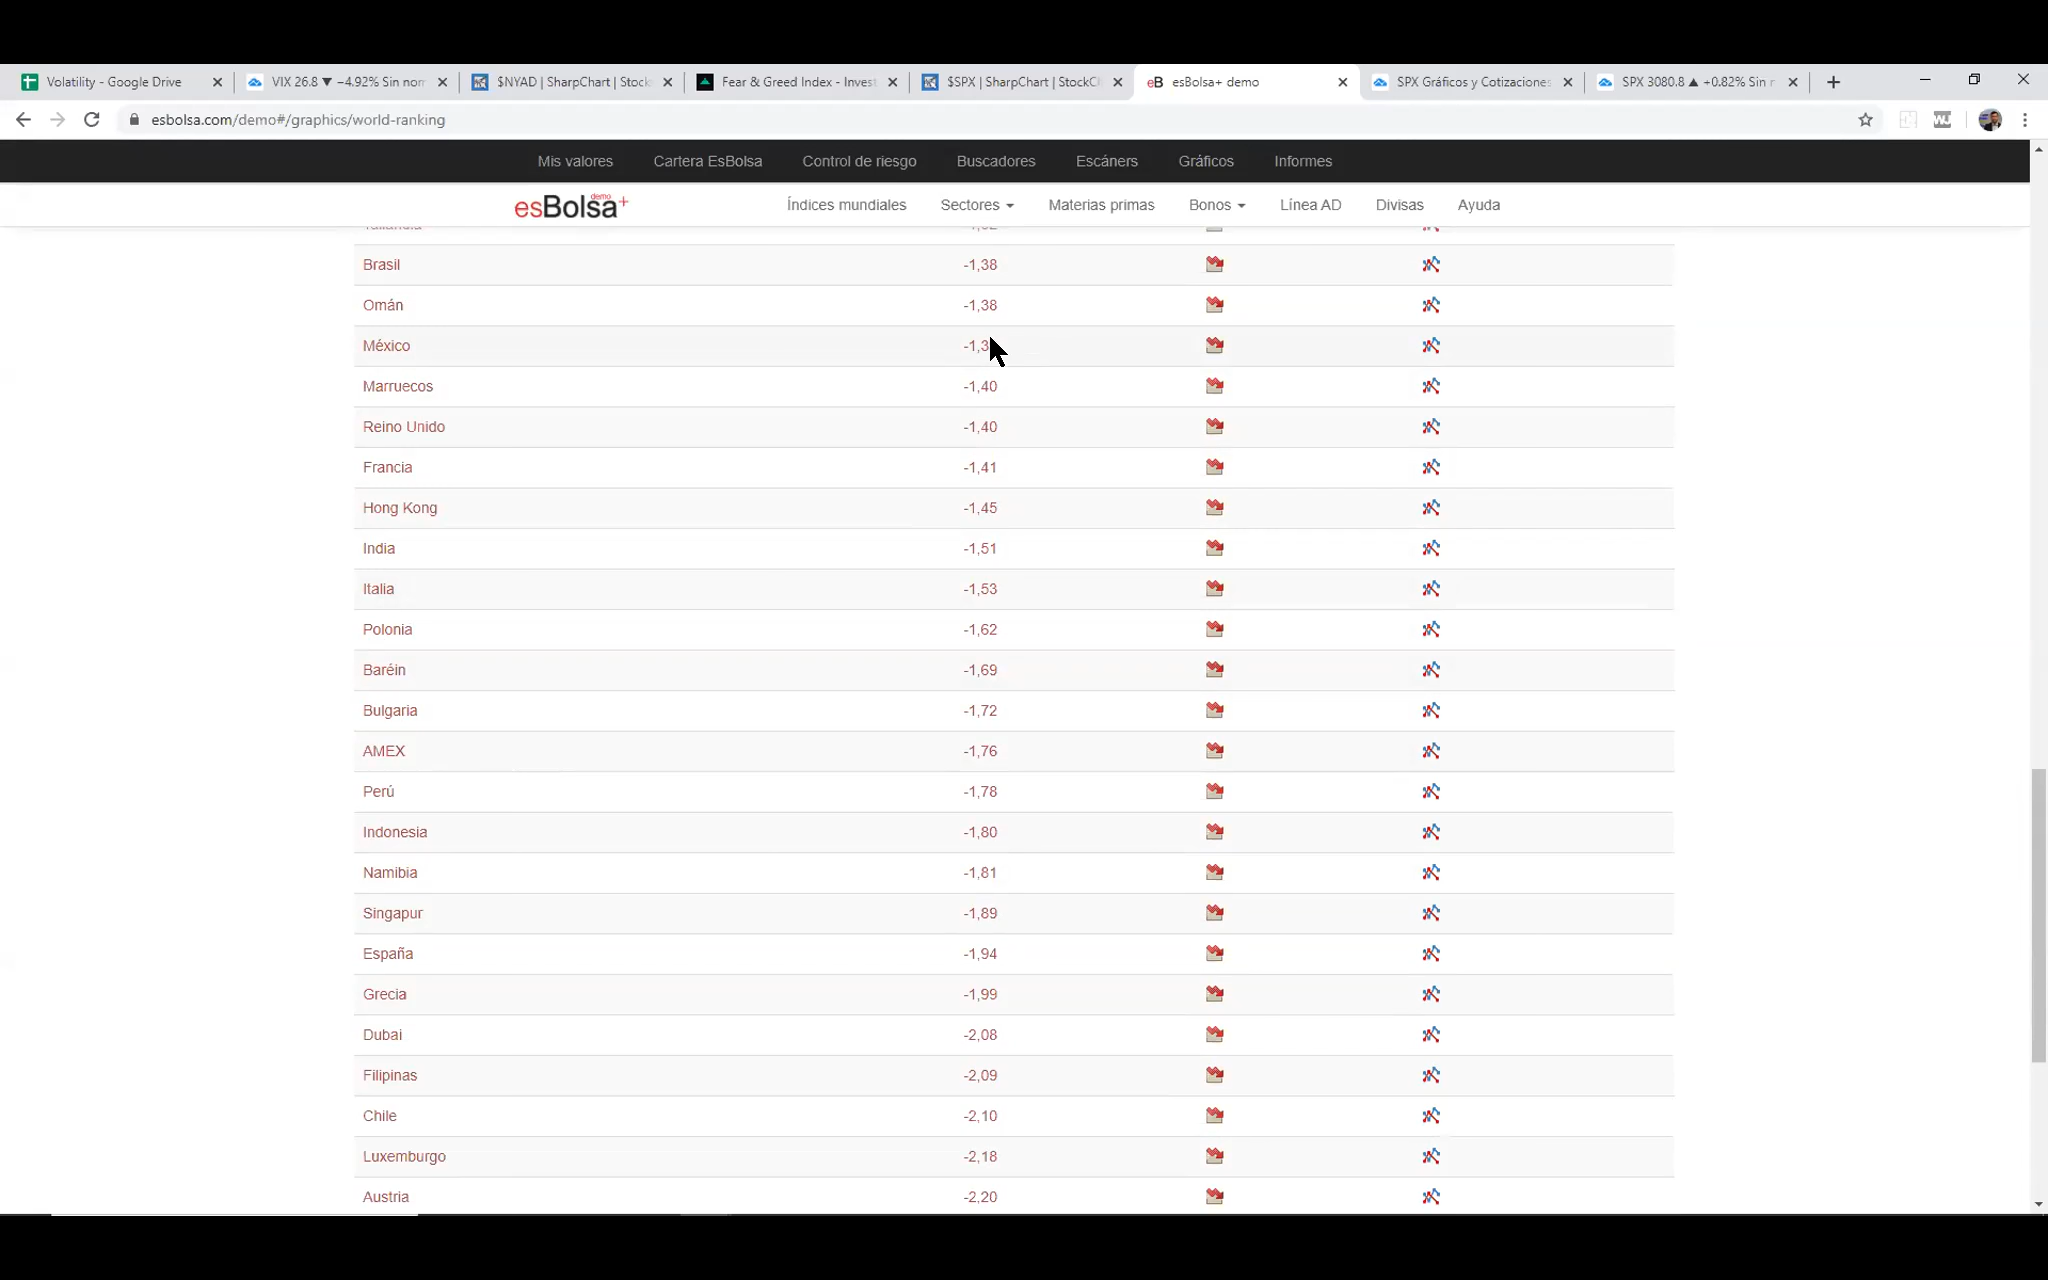 Volatility - Google Drive
VIX 26.8 ▼ −4.92% Sin nom
$NYAD | SharpChart | Stock
Fear & Greed Index - Invest
$SPX | SharpChart | StockCh
eB esBolsa+ demo
SPX Gráficos y Cotizaciones
SPX 3080.8 ▲ +0.82% Sin
esbolsa.com/demo#/graphics/world-ranking
Mis valores Cartera EsBolsa Control de riesgo Buscadores Escáners Gráficos Informes
esBolsa+ demo
Índices mundiales Sectores Materias primas Bonos Línea AD Divisas Ayuda
Brasil -1,38
Omán -1,38
México -1,3
Marruecos -1,40
Reino Unido -1,40
Francia -1,41
Hong Kong -1,45
India -1,51
Italia -1,53
Polonia -1,62
Baréin -1,69
Bulgaria -1,72
AMEX -1,76
Perú -1,78
Indonesia -1,80
Namibia -1,81
Singapur -1,89
España -1,94
Grecia -1,99
Dubai -2,08
Filipinas -2,09
Chile -2,10
Luxemburgo -2,18
Austria -2,20